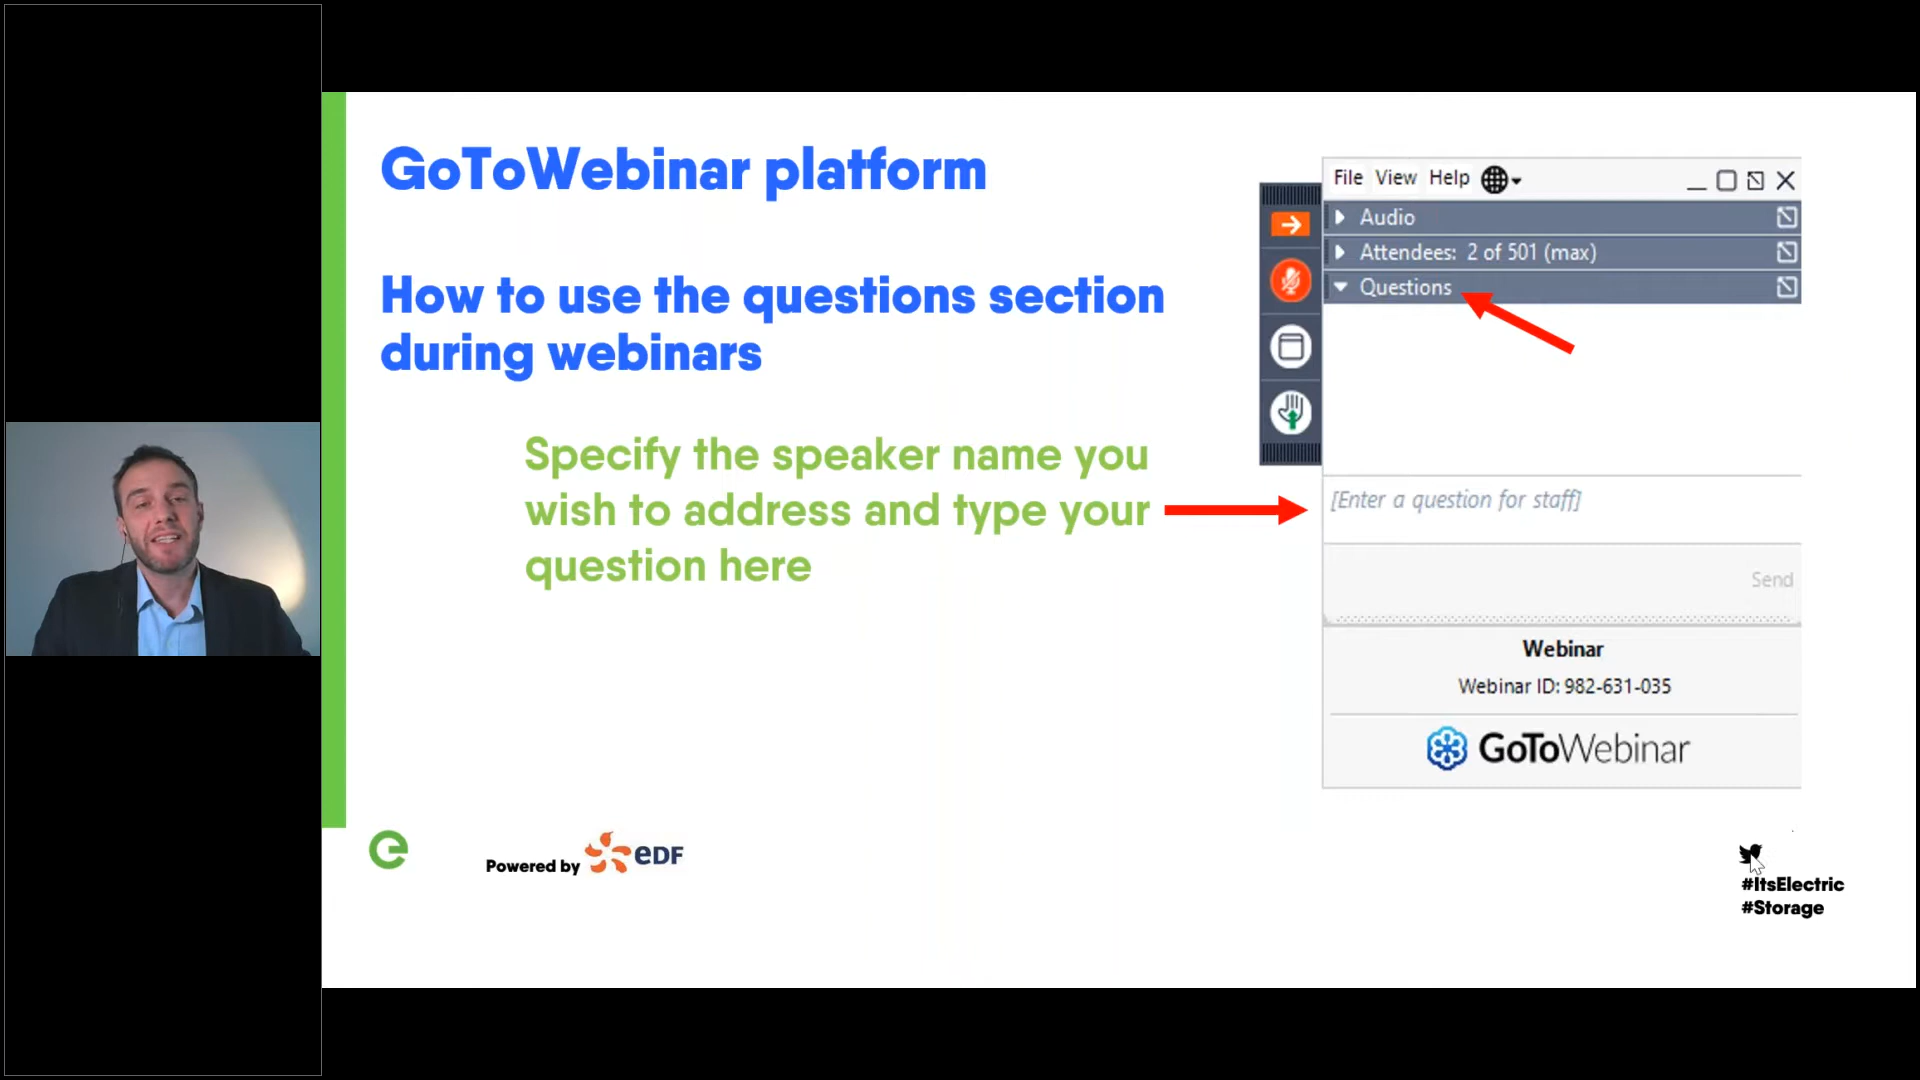 GoToWebinar platform
How to use the questions section
during webinars
Specify the speaker name you
wish to address and type your
question here
File View Help
Audio
Attendees: 2 of 501 (max)
Questions
[Enter a question for staff]
Send
Webinar
Webinar ID: 982-631-035
GoToWebinar
Powered by eDF
#ItsElectric
#Storage